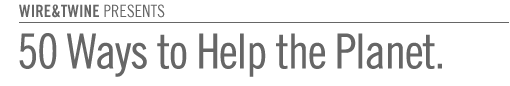 WIRE&TWINE PRESENTS
50 Ways to Help the Planet.